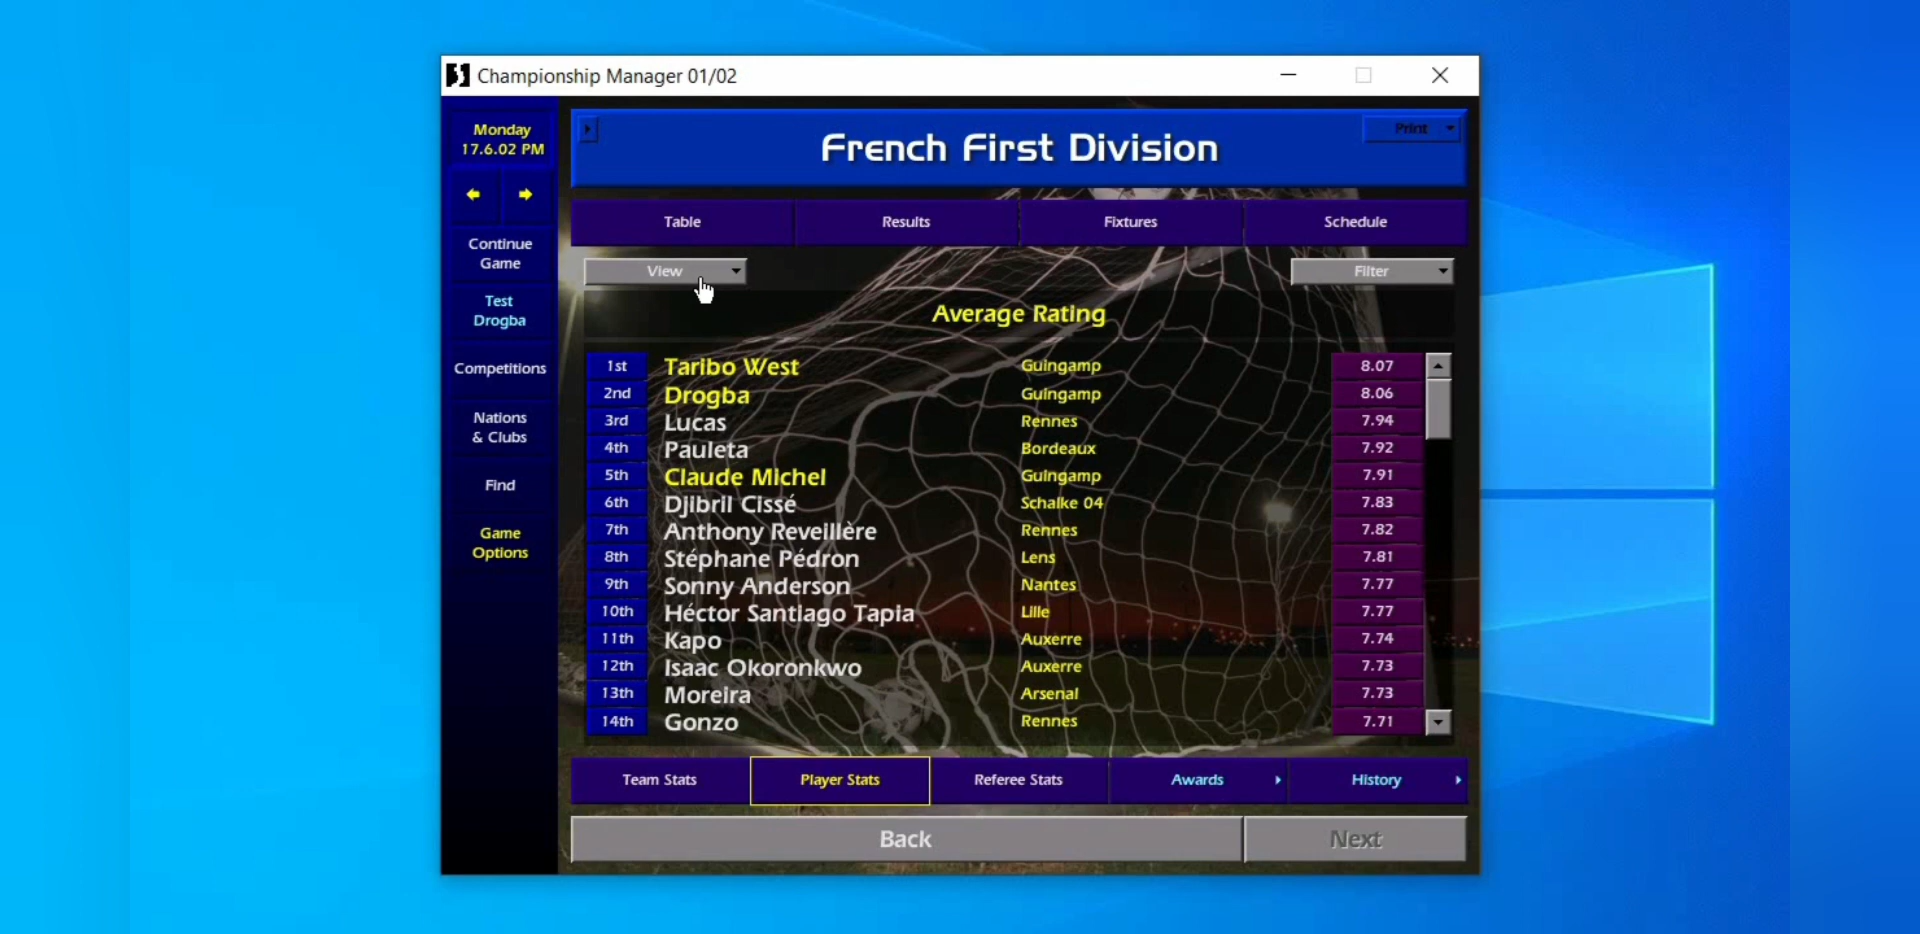 Championship Manager 01/02
Monday
17.6.02 PM
Continue
Game
Test
Drogba
Competitions
Nations
& Clubs
Find
Game
Options
French First Division
Print
Table Results Fixtures Schedule
View Filter
Average Rating
1st Taribo West Guingamp 8.07
2nd Drogba Guingamp 8.06
3rd Lucas Rennes 7.94
4th Pauleta Bordeaux 7.92
5th Claude Michel Guingamp 7.91
6th Djibril Cissé Schalke 04 7.83
7th Anthony Reveillère Rennes 7.82
8th Stéphane Pédron Lens 7.81
9th Sonny Anderson Nantes 7.77
10th Héctor Santiago Tapia Lille 7.77
11th Kapo Auxerre 7.74
12th Isaac Okoronkwo Auxerre 7.73
13th Moreira Arsenal 7.73
14th Gonzo Rennes 7.71
Team Stats Player Stats Referee Stats Awards History
Back Next